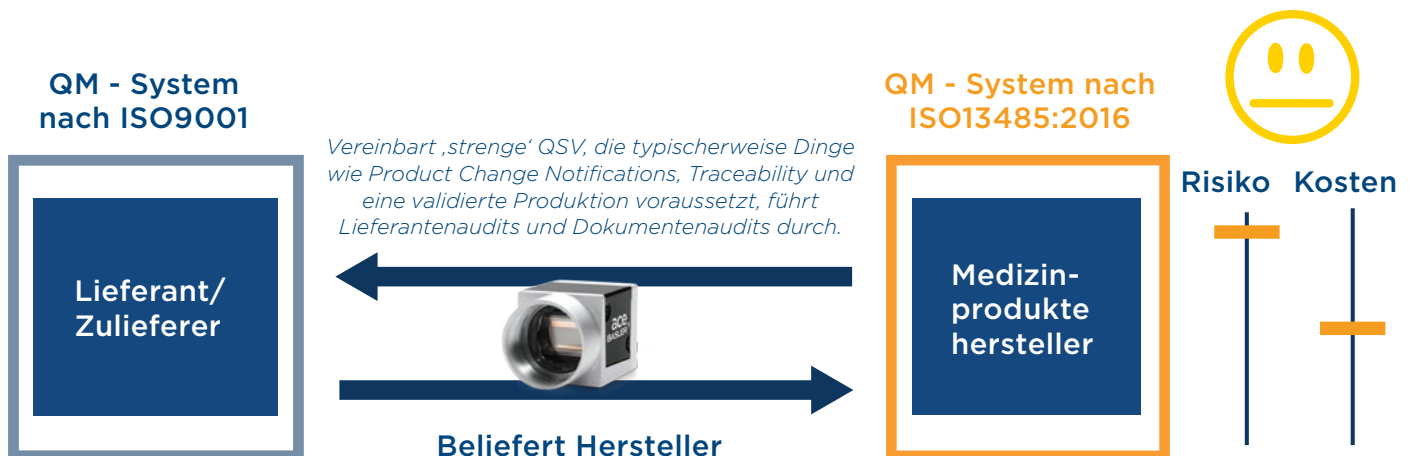 QM - System
nach ISO9001
Vereinbart ‚strenge‘ QSV, die typischerweise Dinge
wie Product Change Notifications, Traceability und
eine validierte Produktion voraussetzt, führt
Lieferantenaudits und Dokumentenaudits durch.
QM - System nach
ISO13485:2016
Risiko Kosten
Lieferant/
Zulieferer
ace
BASLER
Medizin-
produkte
hersteller
Beliefert Hersteller